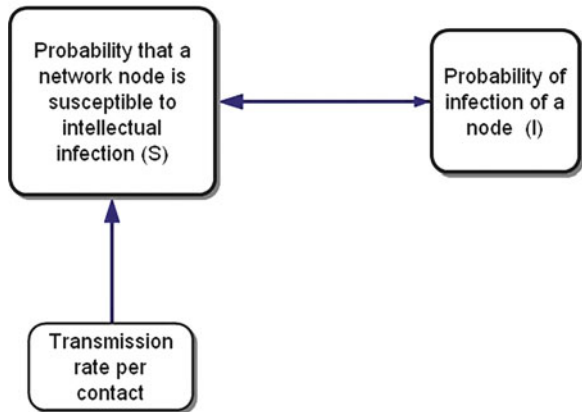 Probability that a
network node is
susceptible to
intellectual
infection (S)
Probability of
infection of a
node (I)
Transmission
rate per
contact